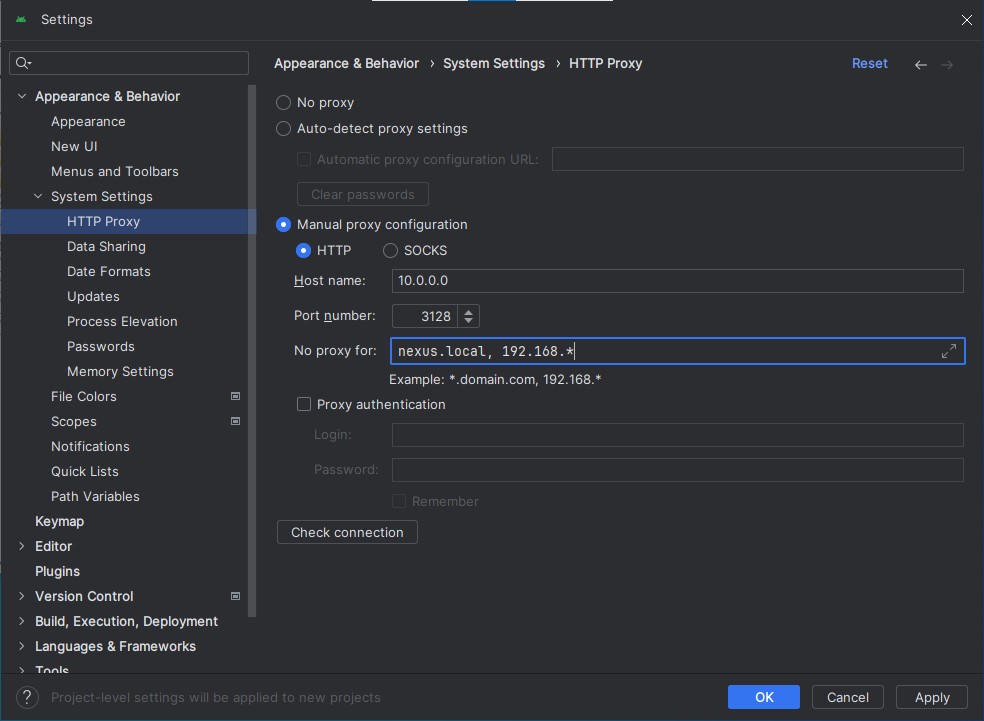 Settings
Appearance & Behavior
Appearance
New UI
Menus and Toolbars
System Settings
HTTP Proxy
Data Sharing
Date Formats
Updates
Process Elevation
Passwords
Memory Settings
File Colors
Scopes
Notifications
Quick Lists
Path Variables
Keymap
Editor
Plugins
Version Control
Build, Execution, Deployment
Languages & Frameworks
Tools
Appearance & Behavior › System Settings › HTTP Proxy
Reset
No proxy
Auto-detect proxy settings
Automatic proxy configuration URL:
Clear passwords
Manual proxy configuration
HTTP SOCKS
Host name: 10.0.0.0
Port number: 3128
No proxy for: nexus.local, 192.168.*
Example: *.domain.com, 192.168.*
Proxy authentication
Login:
Password:
Remember
Check connection
? Project-level settings will be applied to new projects
OK Cancel Apply